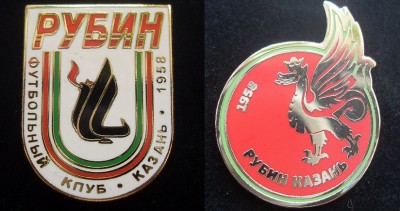 РУБИН
ФУТБОЛЬНЫЙ КЛУБ • КАЗАНЬ • 1958
1958
РУБИН КАЗАНЬ